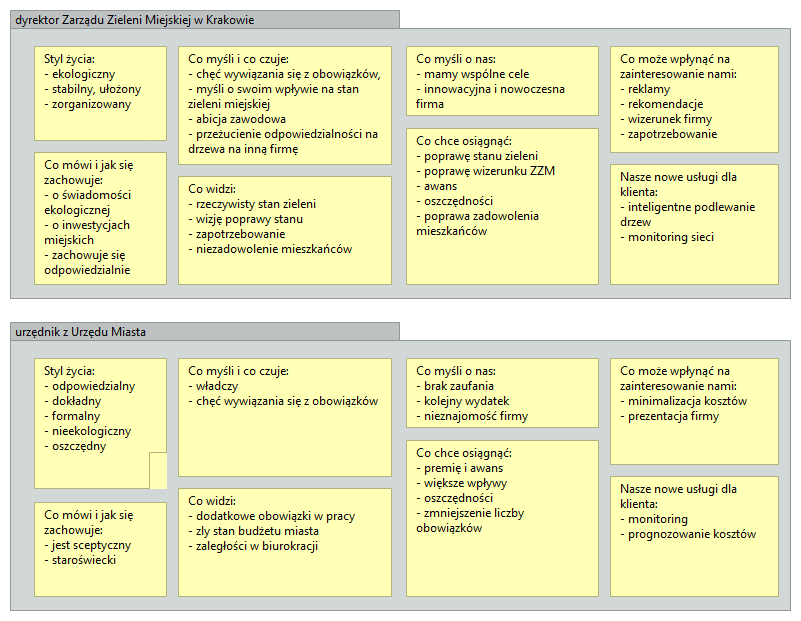 dyrektor Zarządu Zieleni Miejskiej w Krakowie
Styl życia:
- ekologiczny
- stabilny, ułożony
- zorganizowany
Co mówi i jak się
zachowuje:
- o świadomości
ekologicznej
- o inwestycjach
miejskich
- zachowuje się
odpowiedzialnie
Co myśli i co czuje:
- chęć wywiązania się z obowiązków,
- myśli o swoim wpływie na stan
zieleni miejskiej
- abicja zawodowa
- przeżucienie odpowiedzialności na
drzewa na inną firmę
Co widzi:
- rzeczywisty stan zieleni
- wizję poprawy stanu
- zapotrzebowanie
- niezadowolenie mieszkańców
Co myśli o nas:
- mamy wspólne cele
- innowacyjna i nowoczesna
firma
Co chce osiągnąć:
- poprawę stanu zieleni
- poprawę wizerunku ZZM
- awans
- oszczędności
- poprawa zadowolenia
mieszkańców
Co może wpłynąć na
zainteresowanie nami:
- reklamy
- rekomendacje
- wizerunek firmy
- zapotrzebowanie
Nasze nowe usługi dla
klienta:
- inteligentne podlewanie
drzew
- monitoring sieci
urzędnik z Urzędu Miasta
Styl życia:
- odpowiedzialny
- dokładny
- formalny
- nieekologiczny
- oszczędny
Co mówi i jak się
zachowuje:
- jest sceptyczny
- staroświecki
Co myśli i co czuje:
- władczy
- chęć wywiązania się z obowiązków
Co widzi:
- dodatkowe obowiązki w pracy
- zly stan budżetu miasta
- zaległości w biurokracji
Co myśli o nas:
- brak zaufania
- kolejny wydatek
- nieznajomość firmy
Co chce osiągnąć:
- premię i awans
- większe wpływy
- oszczędności
- zmniejszenie liczby
obowiązków
Co może wpłynąć na
zainteresowanie nami:
- minimalizacja kosztów
- prezentacja firmy
Nasze nowe usługi dla
klienta:
- monitoring
- prognozowanie kosztów